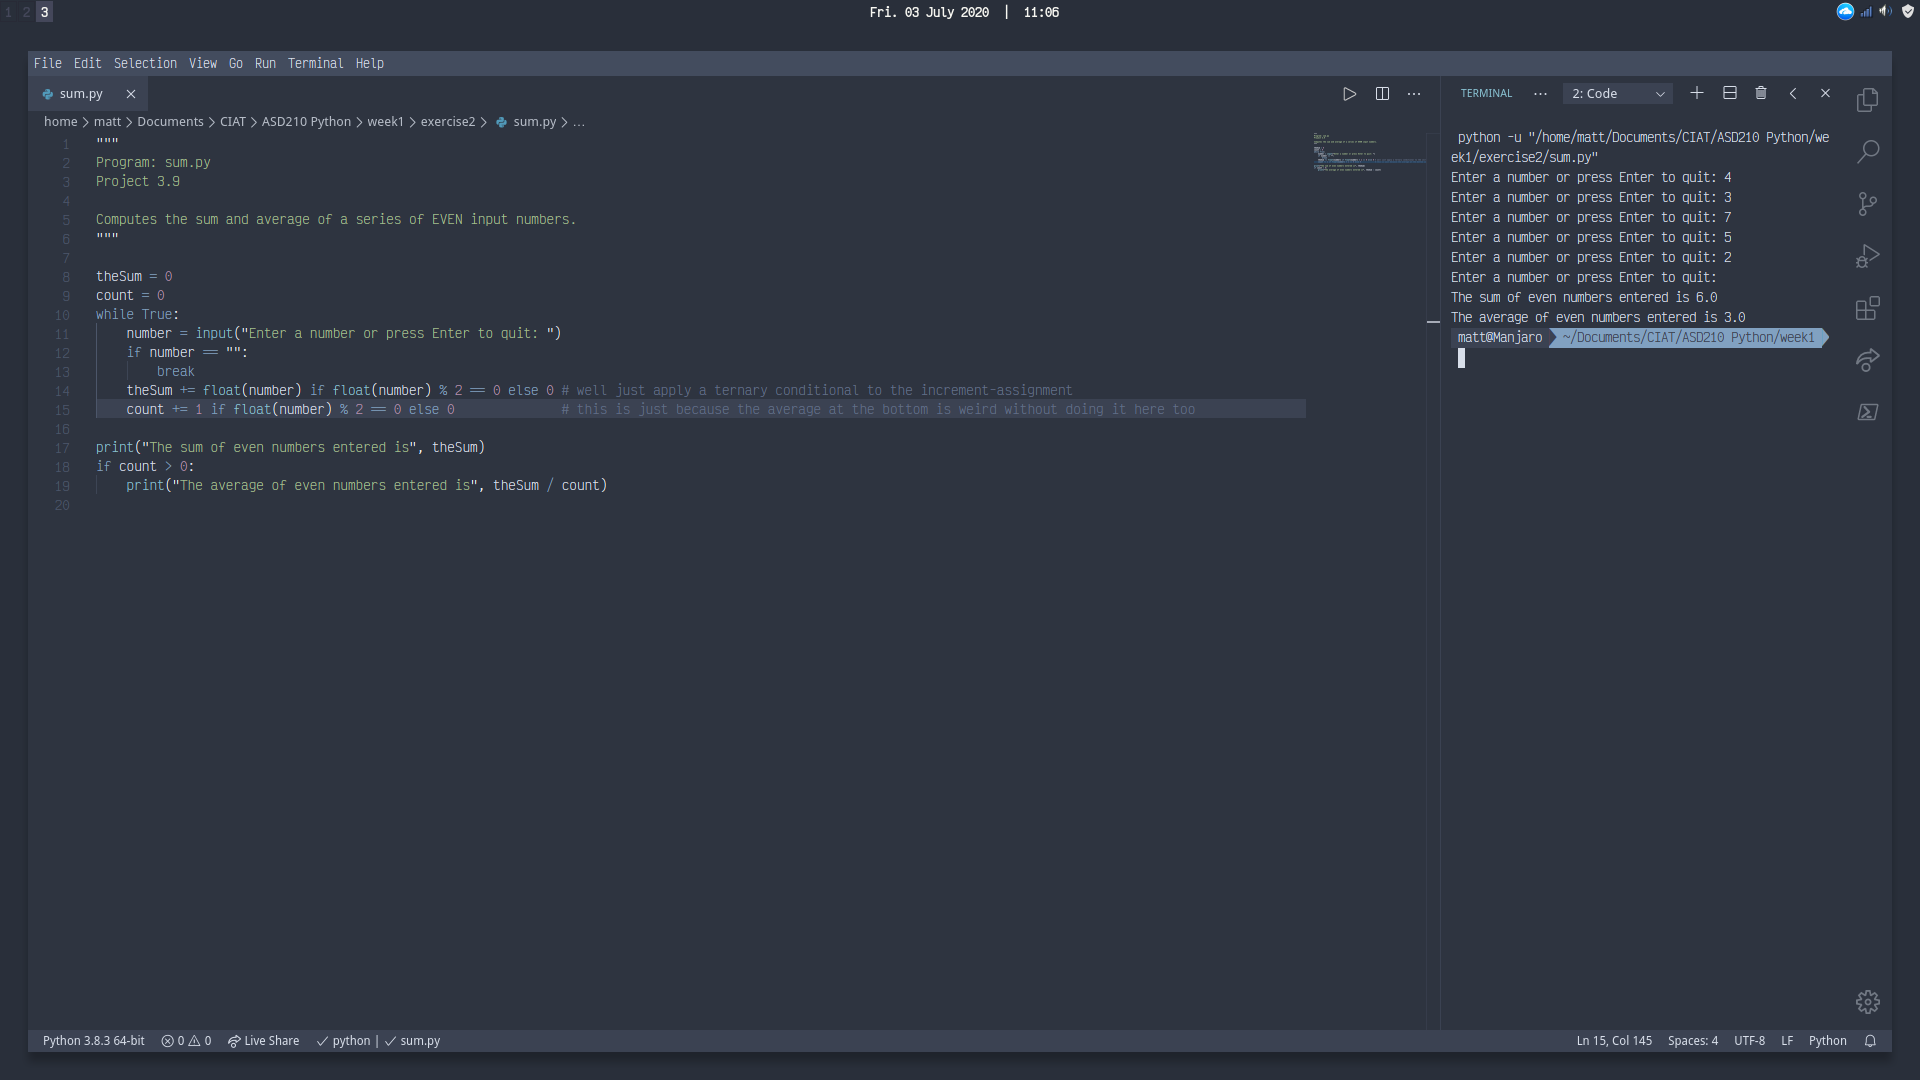 1 2 3
Fri. 03 July 2020 | 11:06
File Edit Selection View Go Run Terminal Help
sum.py
home > matt > Documents > CIAT > ASD210 Python > week1 > exercise2 > sum.py > ...
1 """
2 Program: sum.py
3 Project 3.9
4
5 Computes the sum and average of a series of EVEN input numbers.
6 """
7
8 theSum = 0
9 count = 0
10 while True:
11 number = input("Enter a number or press Enter to quit: ")
12 if number == "":
13 break
14 theSum += float(number) if float(number) % 2 == 0 else 0 # well just apply a ternary conditional to the increment-assignment
15 count += 1 if float(number) % 2 == 0 else 0 # this is just because the average at the bottom is weird without doing it here too
16
17 print("The sum of even numbers entered is", theSum)
18 if count > 0:
19 print("The average of even numbers entered is", theSum / count)
20
TERMINAL ... 2: Code
python -u "/home/matt/Documents/CIAT/ASD210 Python/we
ek1/exercise2/sum.py"
Enter a number or press Enter to quit: 4
Enter a number or press Enter to quit: 3
Enter a number or press Enter to quit: 7
Enter a number or press Enter to quit: 5
Enter a number or press Enter to quit: 2
Enter a number or press Enter to quit:
The sum of even numbers entered is 6.0
The average of even numbers entered is 3.0
matt@Manjaro ~/Documents/CIAT/ASD210 Python/week1
Python 3.8.3 64-bit 0 0 Live Share ✓ python | ✓ sum.py
Ln 15, Col 145 Spaces: 4 UTF-8 LF Python